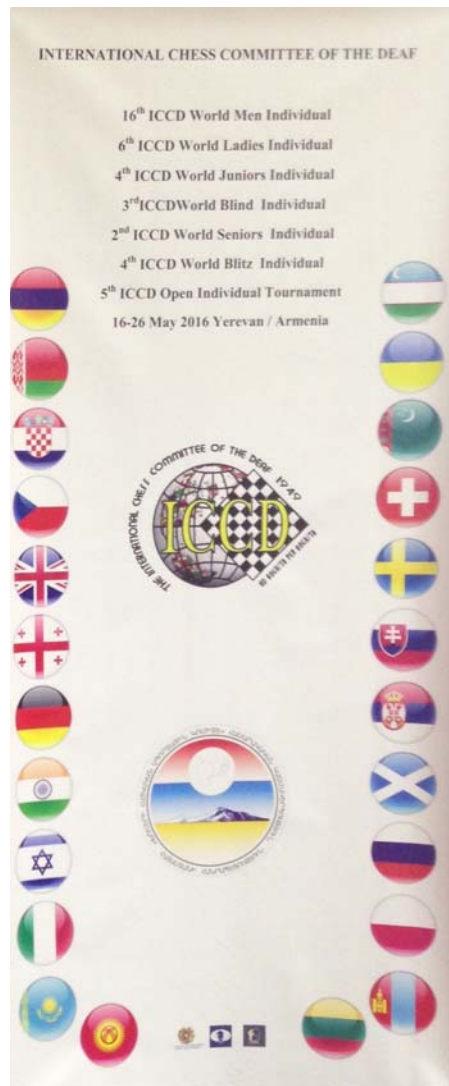 INTERNATIONAL CHESS COMMITTEE OF THE DEAF
16th ICCD World Men Individual
6th ICCD World Ladies Individual
4th ICCD World Juniors Individual
3rdICCDWorld Blind Individual
2nd ICCD World Seniors Individual
4th ICCD World Blitz Individual
5th ICCD Open Individual Tournament
16-26 May 2016 Yerevan / Armenia
THE INTERNATIONAL CHESS COMMITTEE OF THE DEAF 1949
ICCD